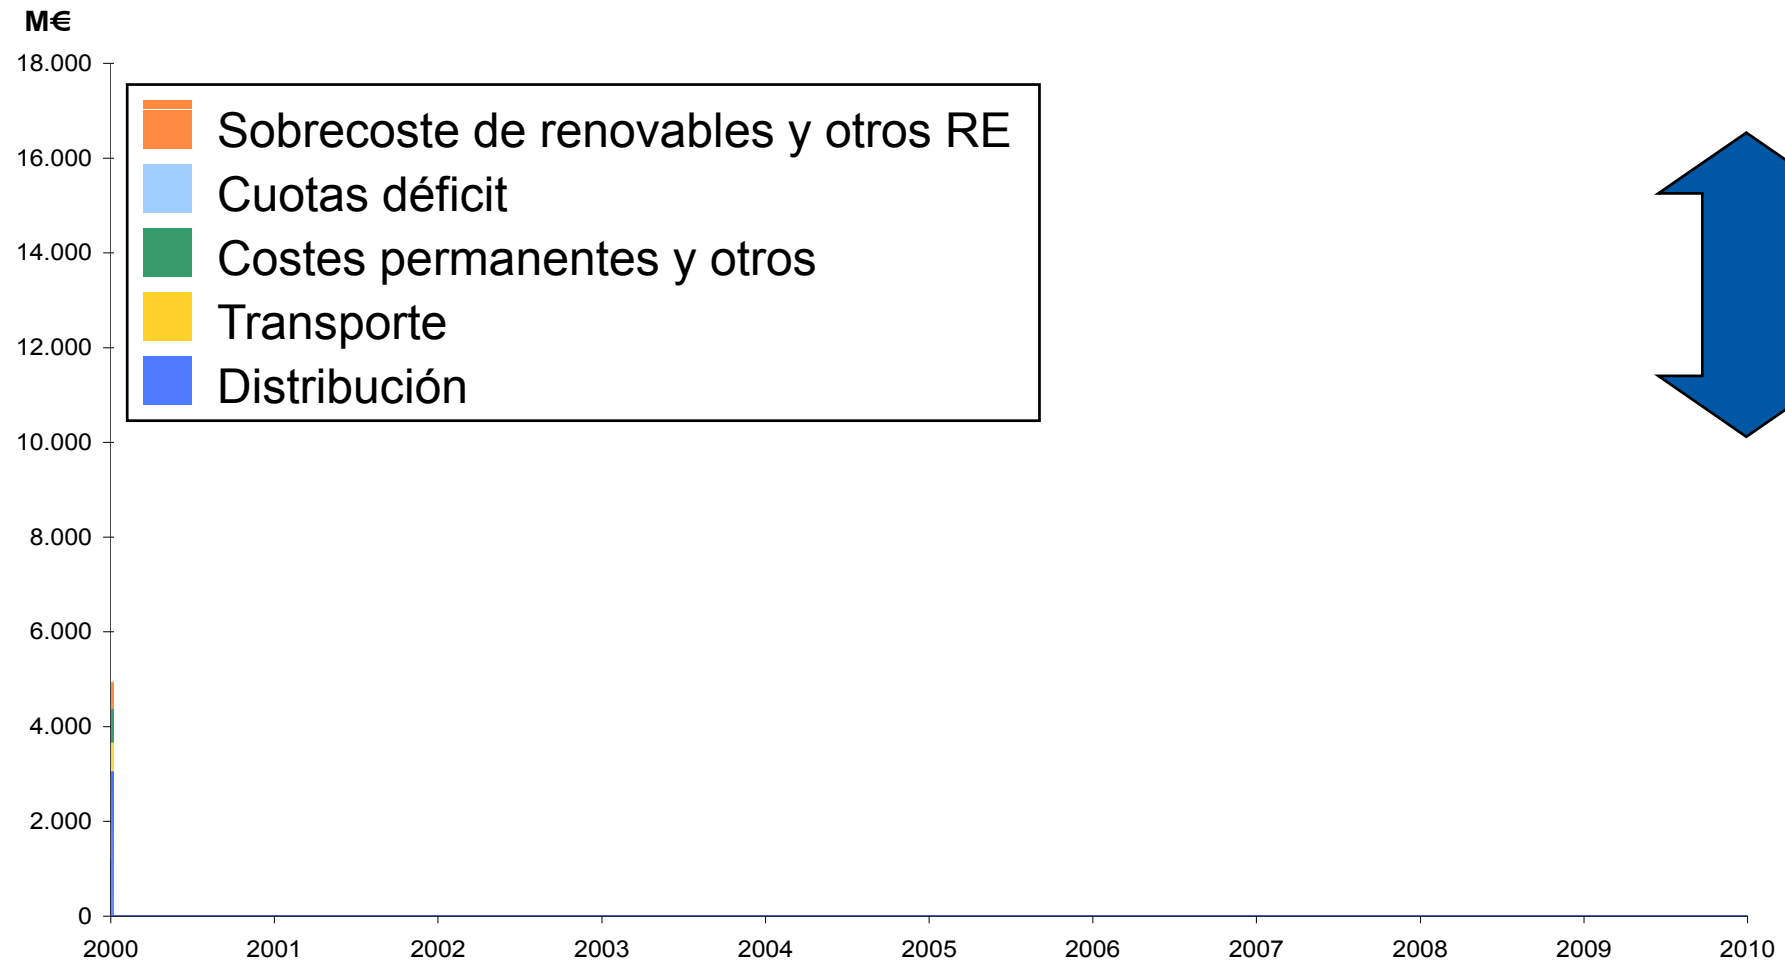 M€
18.000
16.000
14.000
12.000
10.000
8.000
6.000
4.000
2.000
0
Sobrecoste de renovables y otros RE
Cuotas déficit
Costes permanentes y otros
Transporte
Distribución
2000 2001 2002 2003 2004 2005 2006 2007 2008 2009 2010